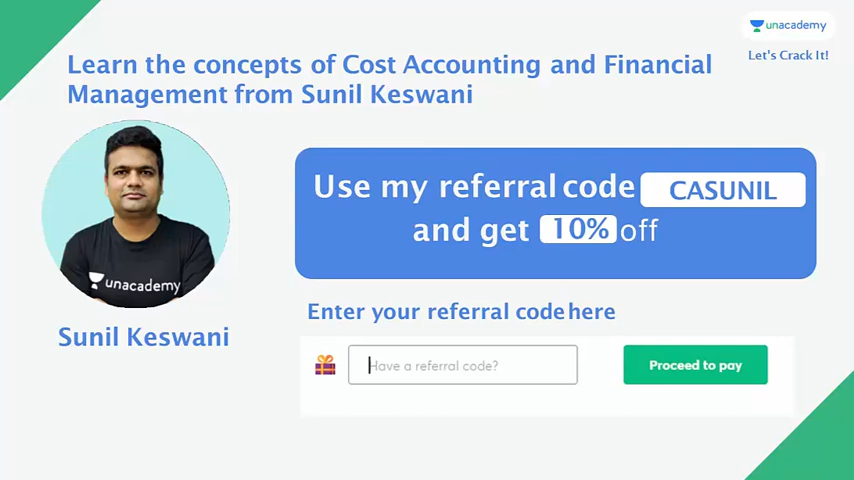 unacademy
Let's Crack It!
Learn the concepts of Cost Accounting and Financial
Management from Sunil Keswani
Use my referral code CASUNIL
and get 10% off
unacademy
Enter your referral code here
Sunil Keswani
Have a referral code?
Proceed to pay